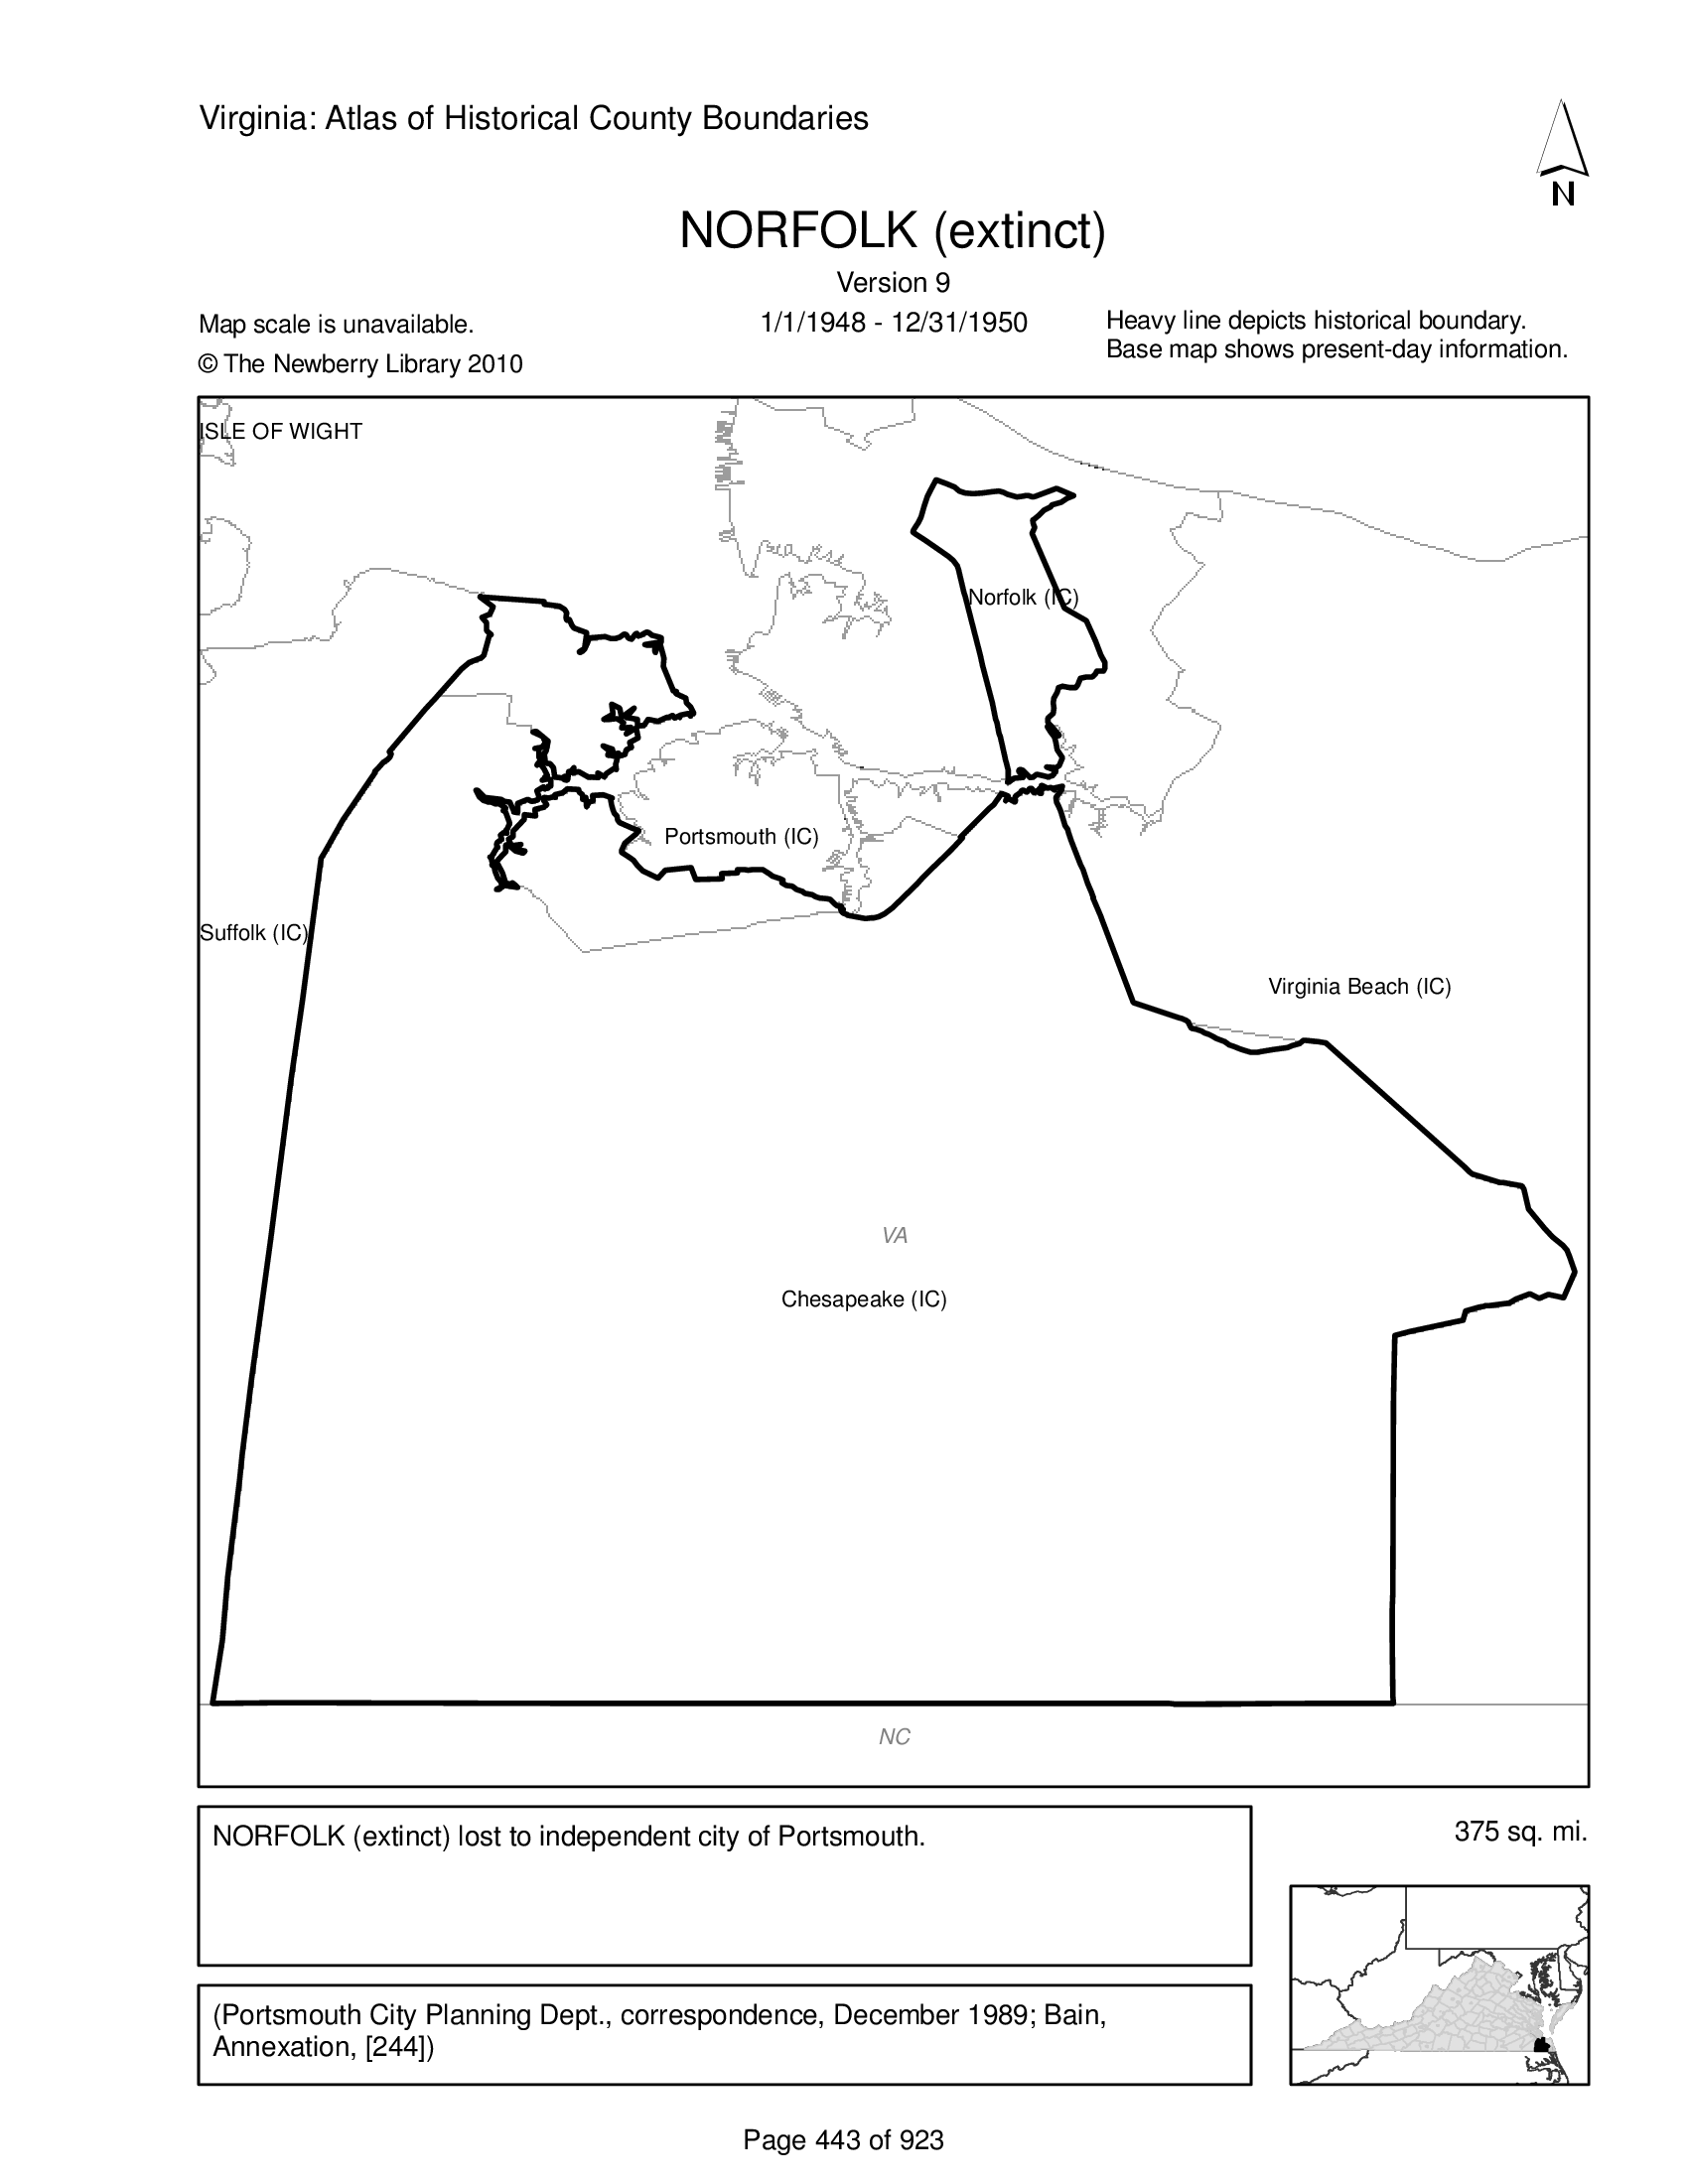 Virginia: Atlas of Historical County Boundaries
N
NORFOLK (extinct)
Version 9
Map scale is unavailable.
1/1/1948 - 12/31/1950
Heavy line depicts historical boundary.
© The Newberry Library 2010
Base map shows present-day information.
ISLE OF WIGHT
Norfolk (IC)
Portsmouth (IC)
Suffolk (IC)
Virginia Beach (IC)
VA
Chesapeake (IC)
NC
NORFOLK (extinct) lost to independent city of Portsmouth.
375 sq. mi.
(Portsmouth City Planning Dept., correspondence, December 1989; Bain,
Annexation, [244])
Page 443 of 923